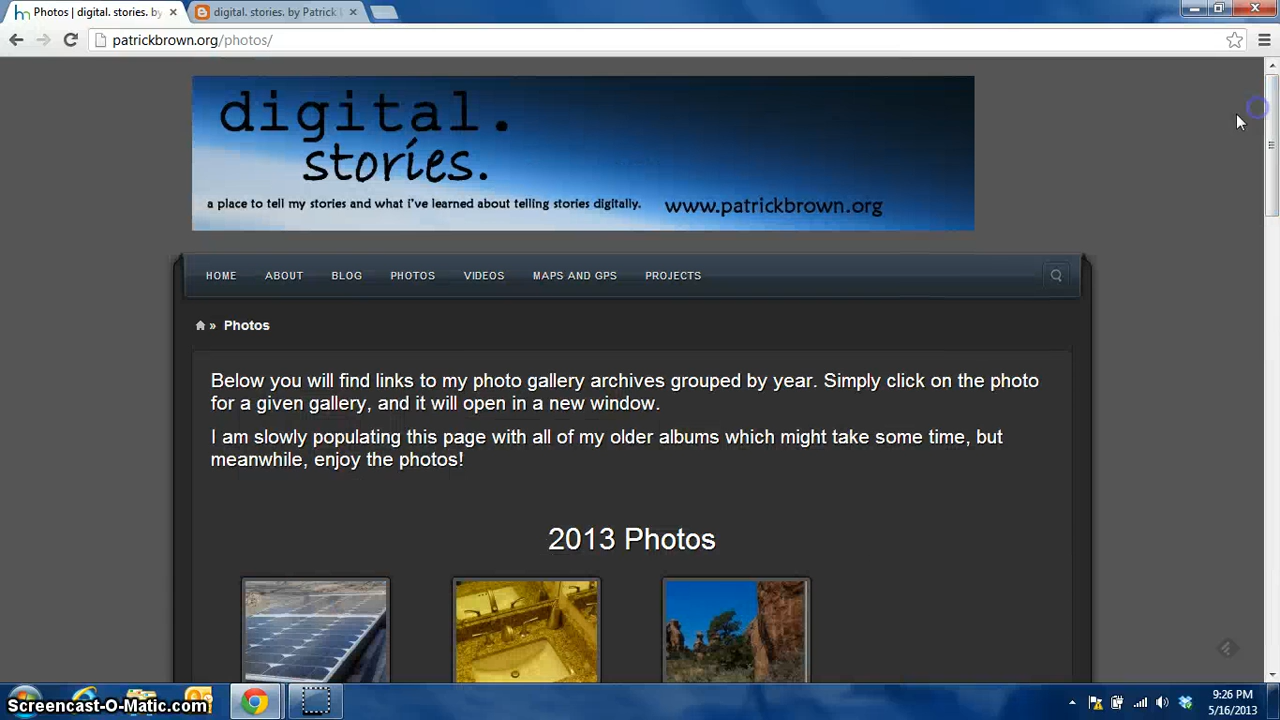 Photos | digital. stories. by
digital. stories. by Patrick
patrickbrown.org/photos/
digital.
stories.
a place to tell my stories and what i've learned about telling stories digitally.
www.patrickbrown.org
HOME ABOUT BLOG PHOTOS VIDEOS MAPS AND GPS PROJECTS
» Photos
Below you will find links to my photo gallery archives grouped by year. Simply click on the photo
for a given gallery, and it will open in a new window.
I am slowly populating this page with all of my older albums which might take some time, but
meanwhile, enjoy the photos!
2013 Photos
Screencast-O-Matic.com
9:26 PM
5/16/2013